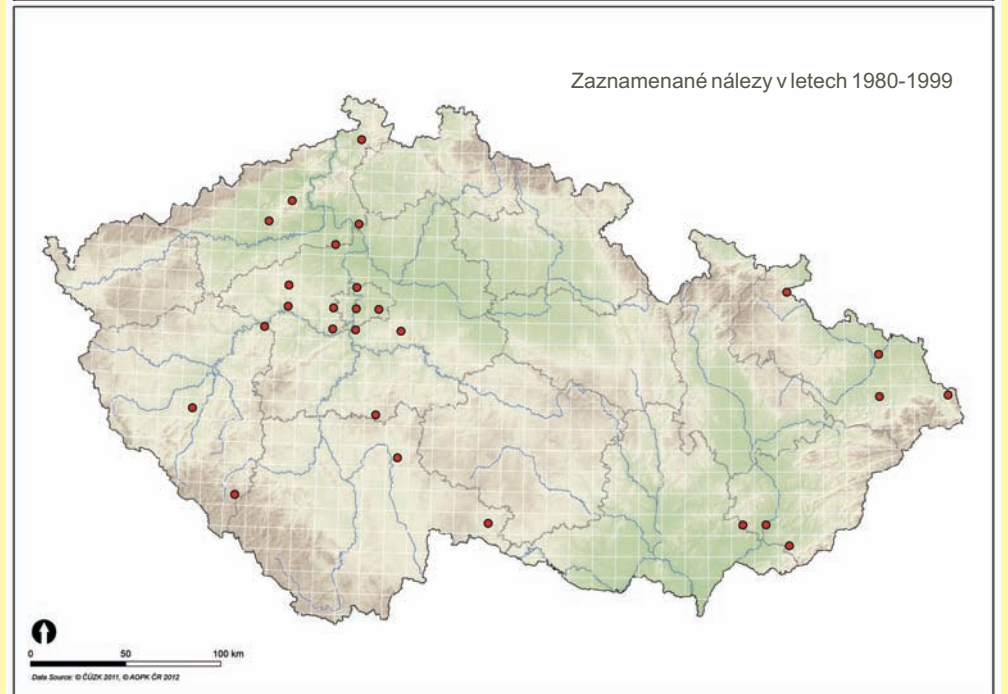 Zaznamenané nálezy v letech 1980-1999
0 50 100 km
Data Source: © ČÚZK 2011, © AOPK ČR 2012